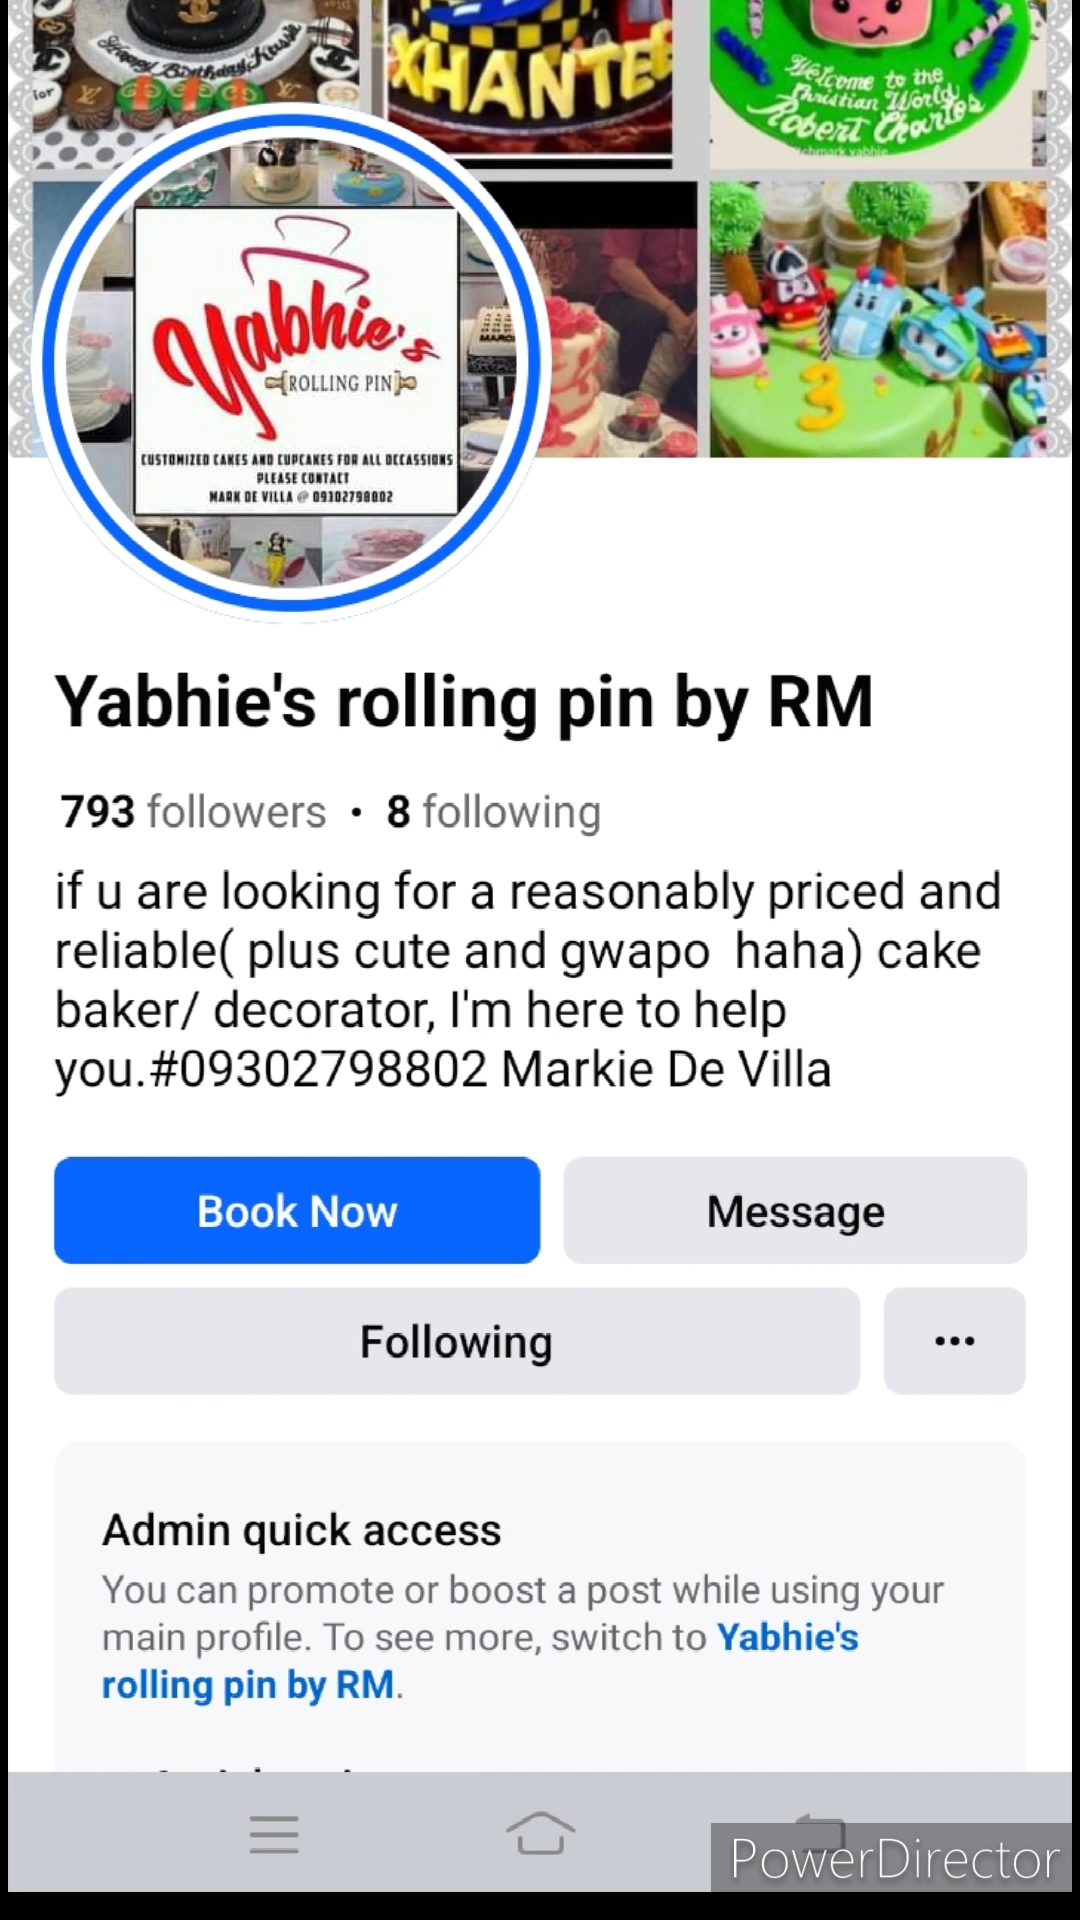 Happy Birthday Kassie
XHANTE
Welcome to the
Christian World
Robert Charles
3
Yabhie's
ROLLING PIN
CUSTOMIZED CAKES AND CUPCAKES FOR ALL OCCASSIONS
PLEASE CONTACT
MARK DE VILLA @ 09302798802
Yabhie's rolling pin by RM
793 followers • 8 following
if u are looking for a reasonably priced and
reliable( plus cute and gwapo haha) cake
baker/ decorator, I'm here to help
you.#09302798802 Markie De Villa
Book Now
Message
Following
Admin quick access
You can promote or boost a post while using your
main profile. To see more, switch to Yabhie's
rolling pin by RM.
PowerDirector